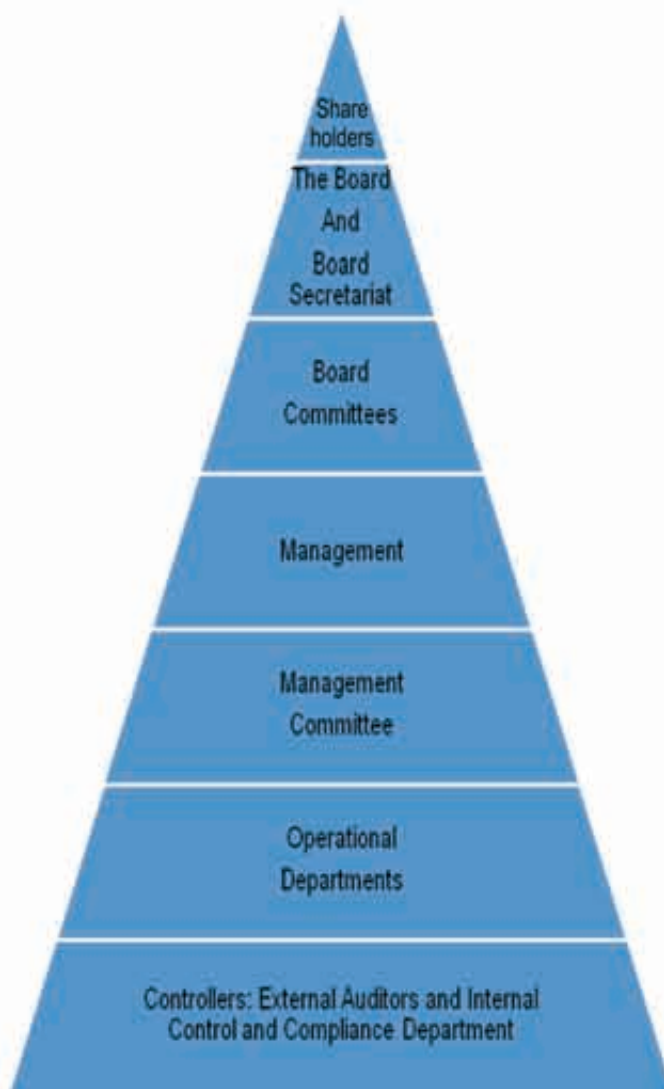 Share
holders
The Board
And
Board
Secretariat
Board
Committees
Management
Management
Committee
Operational
Departments
Controllers: External Auditors and Internal
Control and Compliance Department